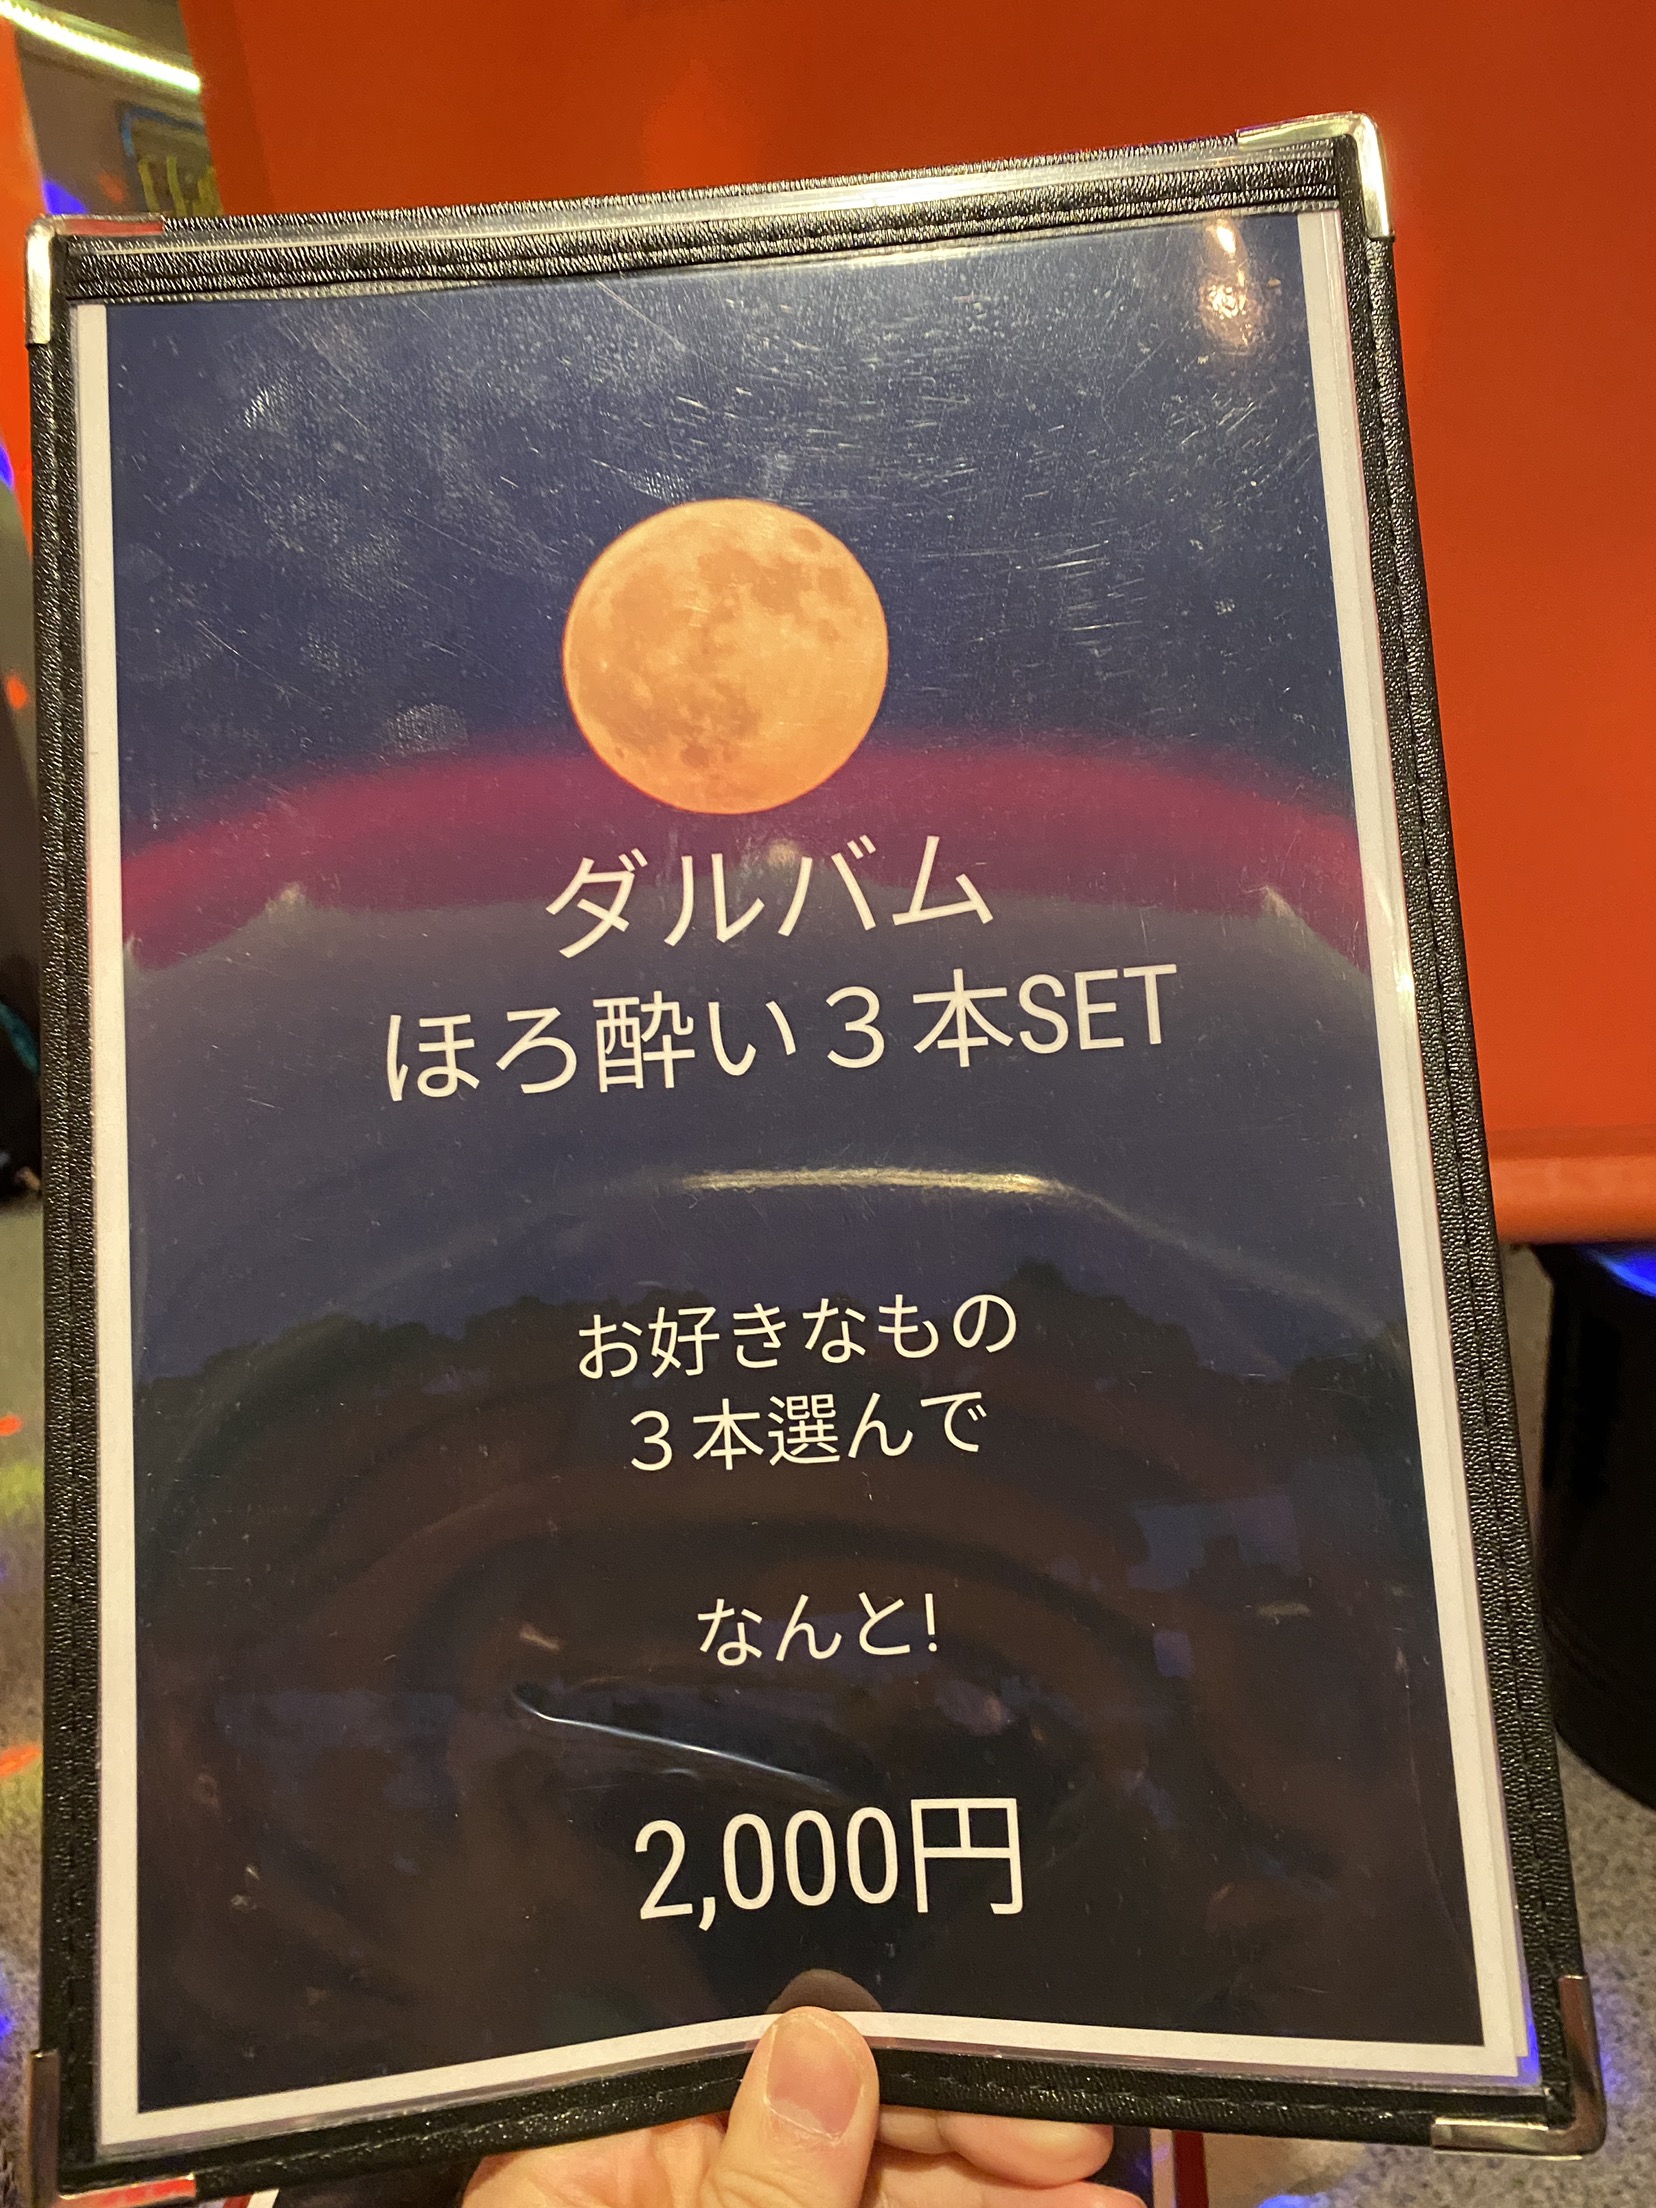 ダルバム
ほろ酔い３本SET
お好きなもの
３本選んで
なんと!
2,000円